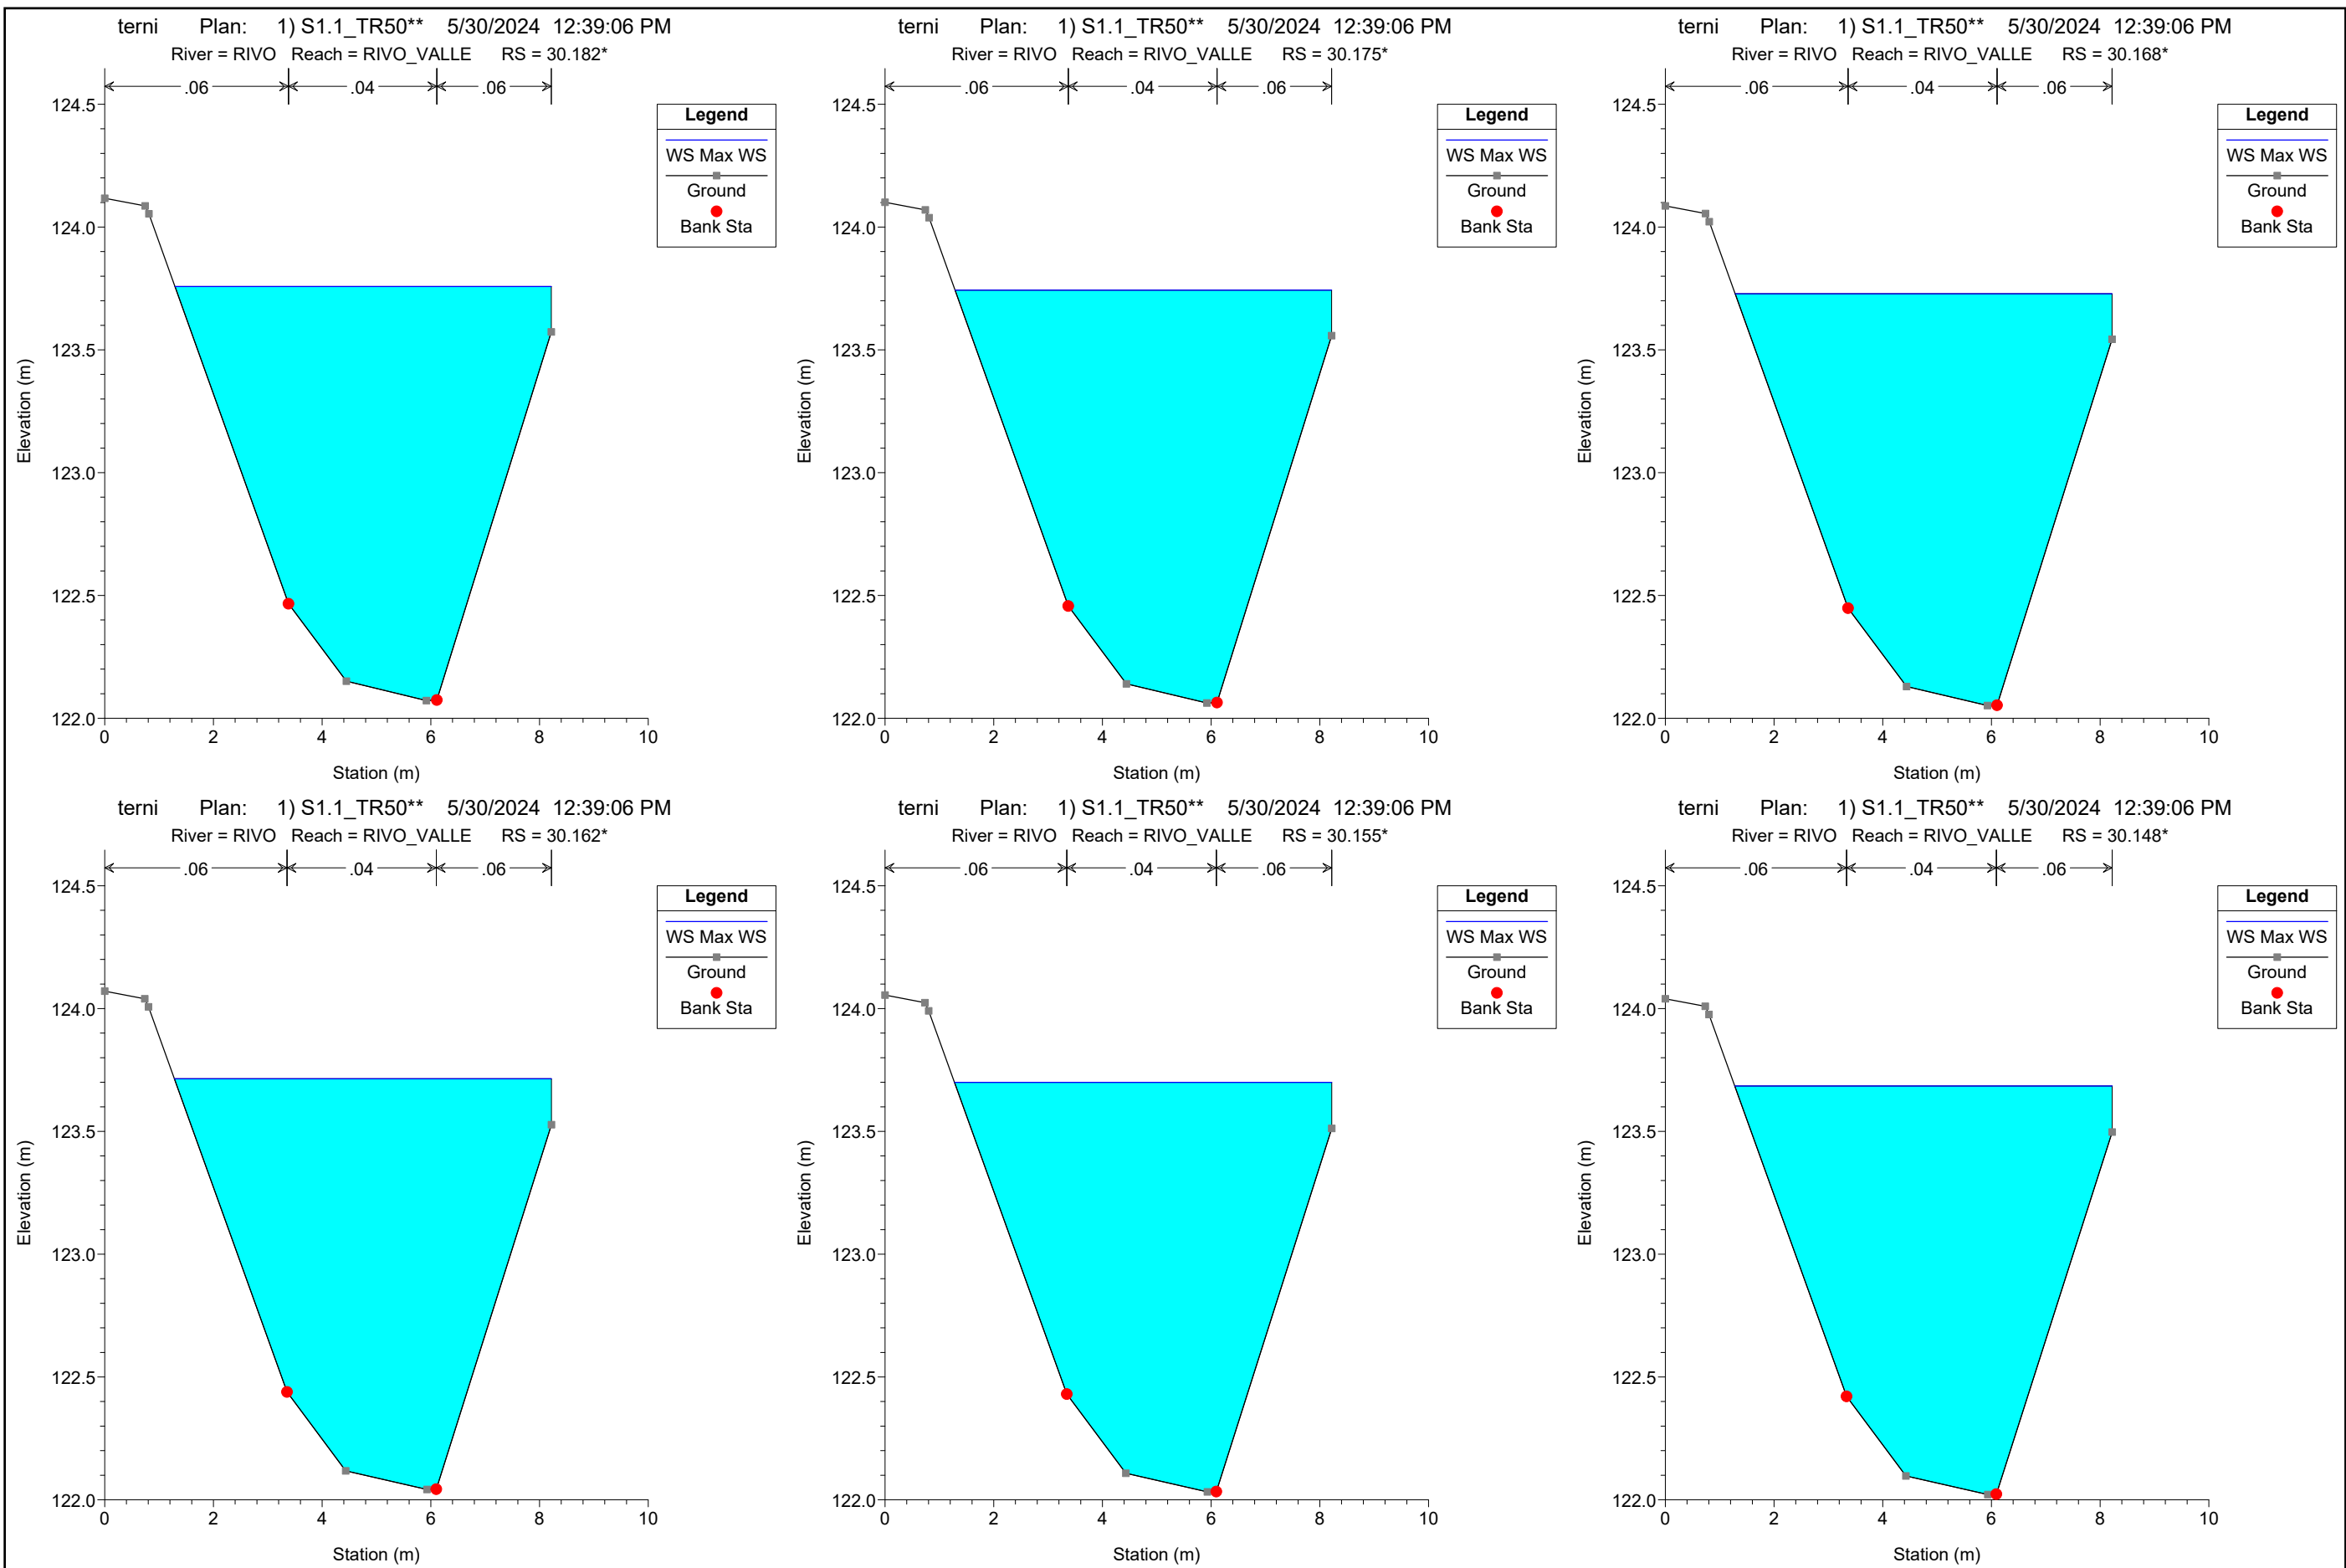 terni Plan: 1) S1.1_TR50** 5/30/2024 12:39:06 PM
River = RIVO Reach = RIVO_VALLE RS = 30.182*
.06 .04 .06
Legend
WS Max WS
Ground
Bank Sta
124.5
124.0
123.5
123.0
122.5
122.0
Elevation (m)
0 2 4 6 8 10
Station (m)
terni Plan: 1) S1.1_TR50** 5/30/2024 12:39:06 PM
River = RIVO Reach = RIVO_VALLE RS = 30.175*
.06 .04 .06
Legend
WS Max WS
Ground
Bank Sta
124.5
124.0
123.5
123.0
122.5
122.0
Elevation (m)
0 2 4 6 8 10
Station (m)
terni Plan: 1) S1.1_TR50** 5/30/2024 12:39:06 PM
River = RIVO Reach = RIVO_VALLE RS = 30.168*
.06 .04 .06
Legend
WS Max WS
Ground
Bank Sta
124.5
124.0
123.5
123.0
122.5
122.0
Elevation (m)
0 2 4 6 8 10
Station (m)
terni Plan: 1) S1.1_TR50** 5/30/2024 12:39:06 PM
River = RIVO Reach = RIVO_VALLE RS = 30.162*
.06 .04 .06
Legend
WS Max WS
Ground
Bank Sta
124.5
124.0
123.5
123.0
122.5
122.0
Elevation (m)
0 2 4 6 8 10
Station (m)
terni Plan: 1) S1.1_TR50** 5/30/2024 12:39:06 PM
River = RIVO Reach = RIVO_VALLE RS = 30.155*
.06 .04 .06
Legend
WS Max WS
Ground
Bank Sta
124.5
124.0
123.5
123.0
122.5
122.0
Elevation (m)
0 2 4 6 8 10
Station (m)
terni Plan: 1) S1.1_TR50** 5/30/2024 12:39:06 PM
River = RIVO Reach = RIVO_VALLE RS = 30.148*
.06 .04 .06
Legend
WS Max WS
Ground
Bank Sta
124.5
124.0
123.5
123.0
122.5
122.0
Elevation (m)
0 2 4 6 8 10
Station (m)